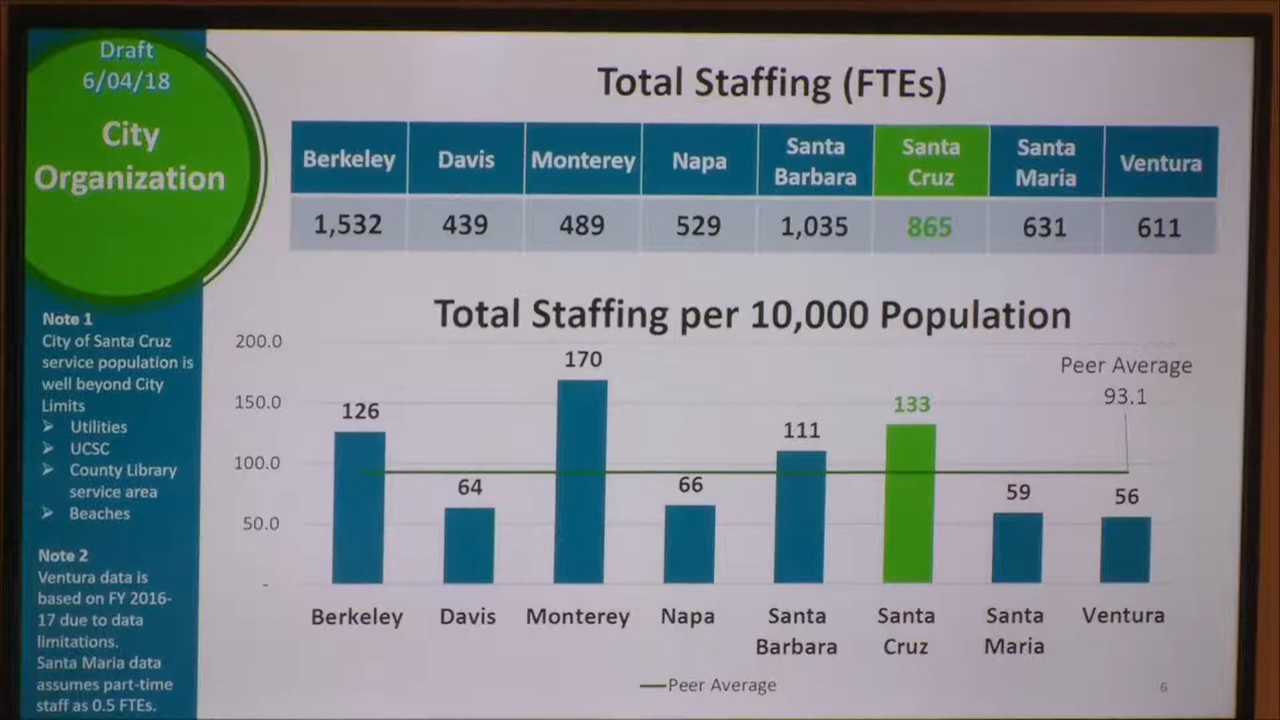 Draft
6/04/18
City
Organization
Note 1
City of Santa Cruz
service population is
well beyond City
Limits
➢ Utilities
➢ UCSC
➢ County Library
service area
➢ Beaches
Note 2
Ventura data is
based on FY 2016-
17 due to data
limitations.
Santa Maria data
assumes part-time
staff as 0.5 FTEs.
Total Staffing (FTEs)
Berkeley Davis Monterey Napa Santa Barbara Santa Cruz Santa Maria Ventura
1,532 439 489 529 1,035 865 631 611
Total Staffing per 10,000 Population
200.0
150.0
100.0
50.0
-
126 64 170 66 111 133 59 56
Peer Average
93.1
Berkeley Davis Monterey Napa Santa Barbara Santa Cruz Santa Maria Ventura
Peer Average
6